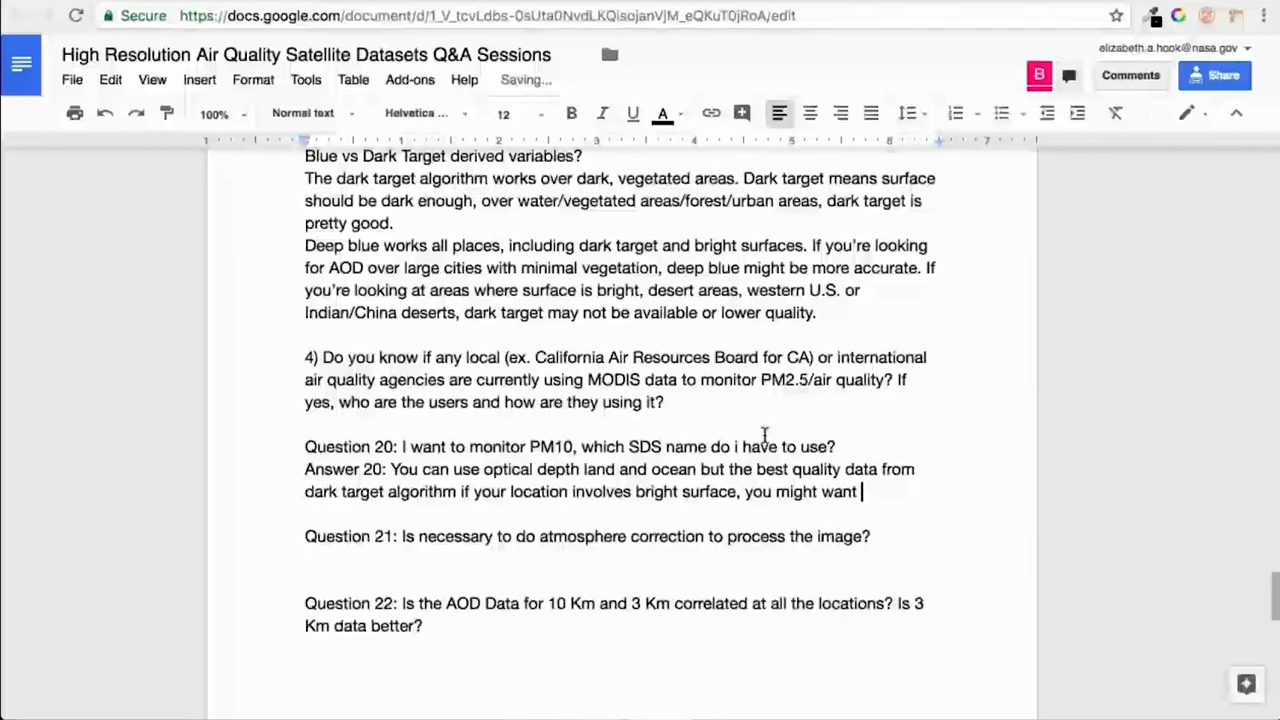 Secure https://docs.google.com/document/d/1_V_tcvLdbs-0sUta0NvdLKQisojanVjM_eQKuT0jRoA/edit
High Resolution Air Quality Satellite Datasets Q&A Sessions
elizabeth.a.hook@nasa.gov
File Edit View Insert Format Tools Table Add-ons Help Saving...
B Comments Share
100% Normal text Helvetica ... 12 B I U A
1 1 2 3 4 5 6 7
Blue vs Dark Target derived variables?
The dark target algorithm works over dark, vegetated areas. Dark target means surface
should be dark enough, over water/vegetated areas/forest/urban areas, dark target is
pretty good.
Deep blue works all places, including dark target and bright surfaces. If you're looking
for AOD over large cities with minimal vegetation, deep blue might be more accurate. If
you're looking at areas where surface is bright, desert areas, western U.S. or
Indian/China deserts, dark target may not be available or lower quality.
4) Do you know if any local (ex. California Air Resources Board for CA) or international
air quality agencies are currently using MODIS data to monitor PM2.5/air quality? If
yes, who are the users and how are they using it?
Question 20: I want to monitor PM10, which SDS name do i have to use?
Answer 20: You can use optical depth land and ocean but the best quality data from
dark target algorithm if your location involves bright surface, you might want
Question 21: Is necessary to do atmosphere correction to process the image?
Question 22: Is the AOD Data for 10 Km and 3 Km correlated at all the locations? Is 3
Km data better?